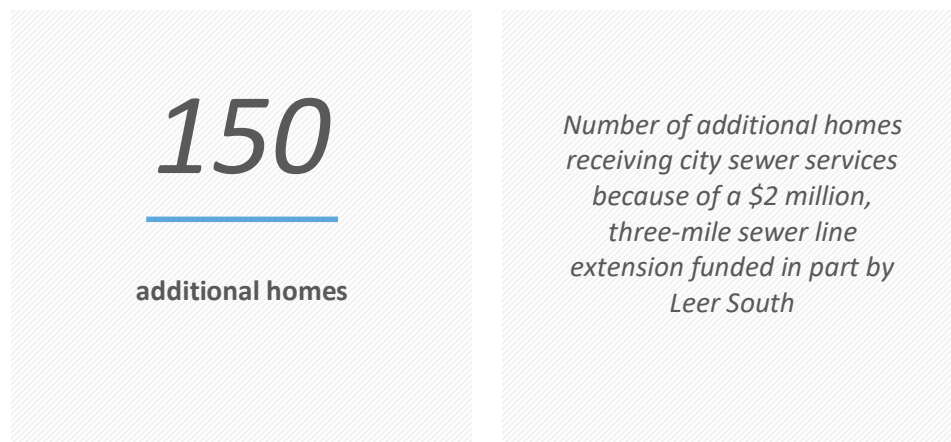 150
additional homes
Number of additional homes
receiving city sewer services
because of a $2 million,
three-mile sewer line
extension funded in part by
Leer South